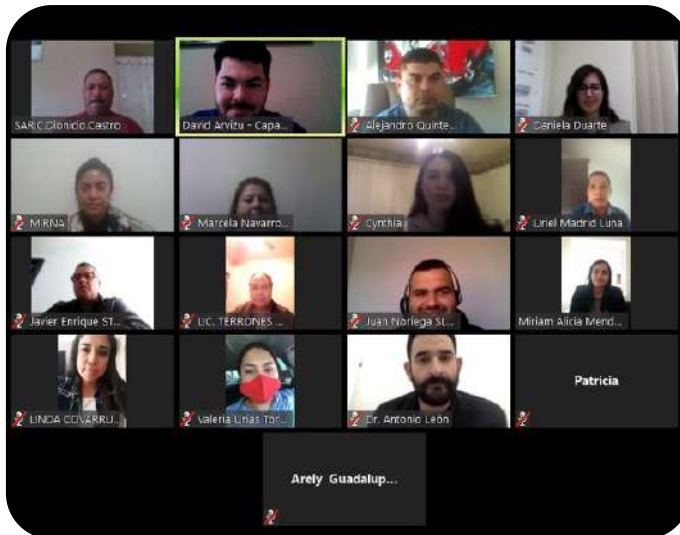 SARIC.Dionicio.Castro
David Arvizu - Capa...
Alejandro Quinte...
Daniela Duarte
MIRNA
Marcela Navarro...
Cynthia
Uriel Madrid Luna
Javier Enrique ST...
LIC. TERRONES ...
Juan Noriega SL...
Miriam Alicia Mend...
LINDA COVARRU...
Valeria Urias Tor...
Dr. Antonio León
Patricia
Arely Guadalup...